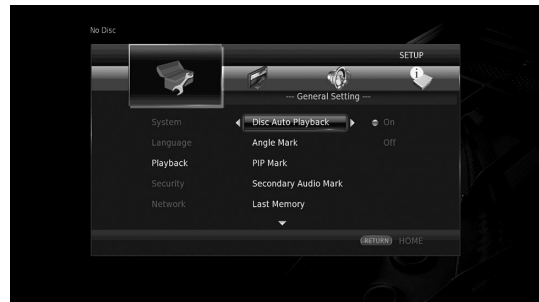 No Disc
SETUP
--- General Setting ---
System
Disc Auto Playback
On
Language
Angle Mark
Off
Playback
PIP Mark
Security
Secondary Audio Mark
Network
Last Memory
RETURN HOME